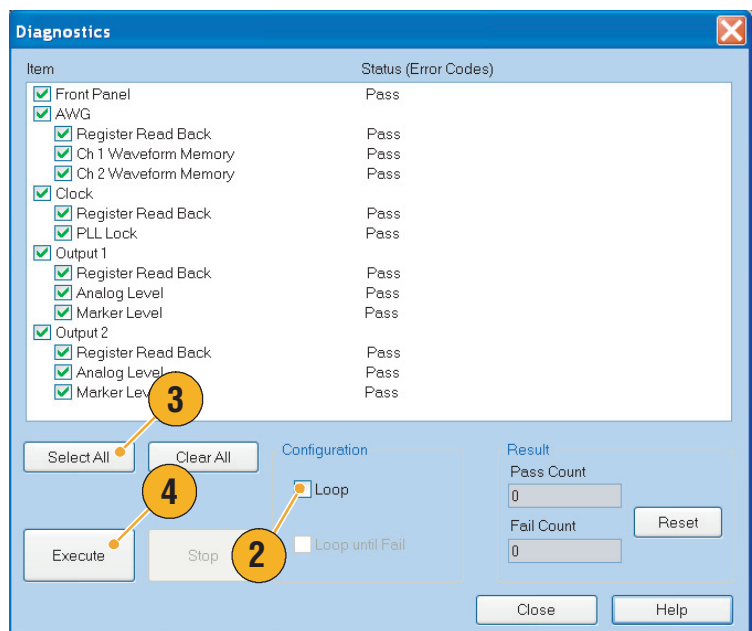 Diagnostics
Item Status (Error Codes)
Front Panel Pass
AWG
Register Read Back Pass
Ch 1 Waveform Memory Pass
Ch 2 Waveform Memory Pass
Clock
Register Read Back Pass
PLL Lock Pass
Output 1
Register Read Back Pass
Analog Level Pass
Marker Level Pass
Output 2
Register Read Back Pass
Analog Level Pass
Marker Lev Pass
3
Select All Clear All Configuration Result
Pass Count
4 Loop 0
Fail Count Reset
Execute Stop 2 Loop until Fail 0
Close Help